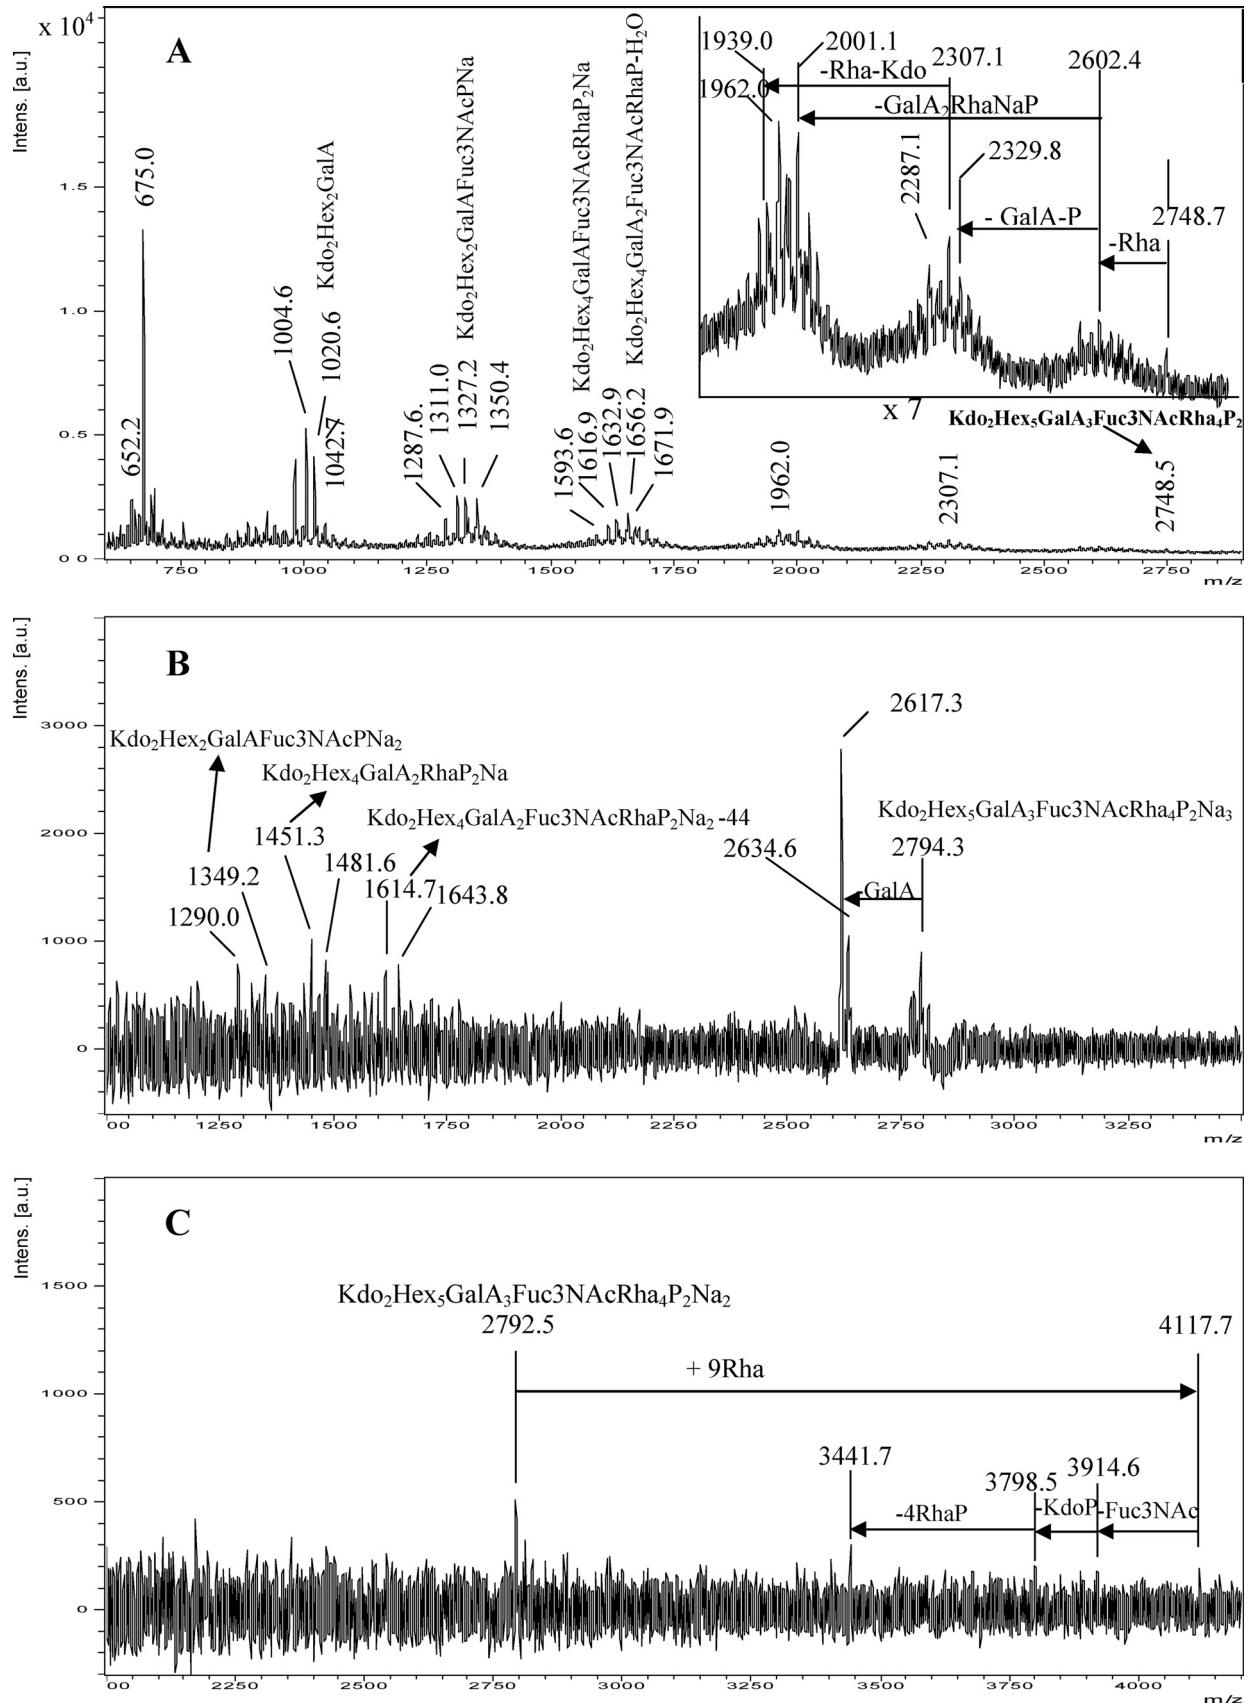 x 10⁴
Intens. [a.u.]
A
1.5
1.0
0.5
0 0
652.2
675.0
1004.6
1020.6 Kdo₂Hex₂GalA
1042.7
1287.6.
1311.0
1327.2 Kdo₂Hex₂GalAFuc3NAcPNa
1350.4
1593.6
1616.9 Kdo₂Hex₄GalAFuc3NAcRhaP₂Na
1632.9
1656.2 Kdo₂Hex₄GalA₂Fuc3NAcRhaP-H₂O
1671.9
1962.0
2307.1
2748.5
1939.0
2001.1
2307.1
2602.4
-Rha-Kdo
1962.0
-GalA₂RhaNaP
2287.1
2329.8
- GalA-P
2748.7
-Rha
x 7
Kdo₂Hex₅GalA₃Fuc3NAcRha₄P₂
750 1000 1250 1500 1750 2000 2250 2500 2750
m/z
Intens. [a.u.]
B
3000
2000
1000
0
2617.3
Kdo₂Hex₂GalAFuc3NAcPNa₂
Kdo₂Hex₄GalA₂RhaP₂Na
Kdo₂Hex₄GalA₂Fuc3NAcRhaP₂Na₂ -44
Kdo₂Hex₅GalA₃Fuc3NAcRha₄P₂Na₃
1451.3
2634.6
2794.3
1349.2
1481.6
1614.7
1643.8
-GalA
1290.0
00 1250 1500 1750 2000 2250 2500 2750 3000 3250
m/z
Intens. [a.u.]
C
1500
1000
500
0
Kdo₂Hex₅GalA₃Fuc3NAcRha₄P₂Na₂
2792.5
4117.7
+ 9Rha
3441.7
3798.5
3914.6
-4RhaP
-KdoP
-Fuc3NAc
00 2250 2500 2750 3000 3250 3500 3750 4000
m/z